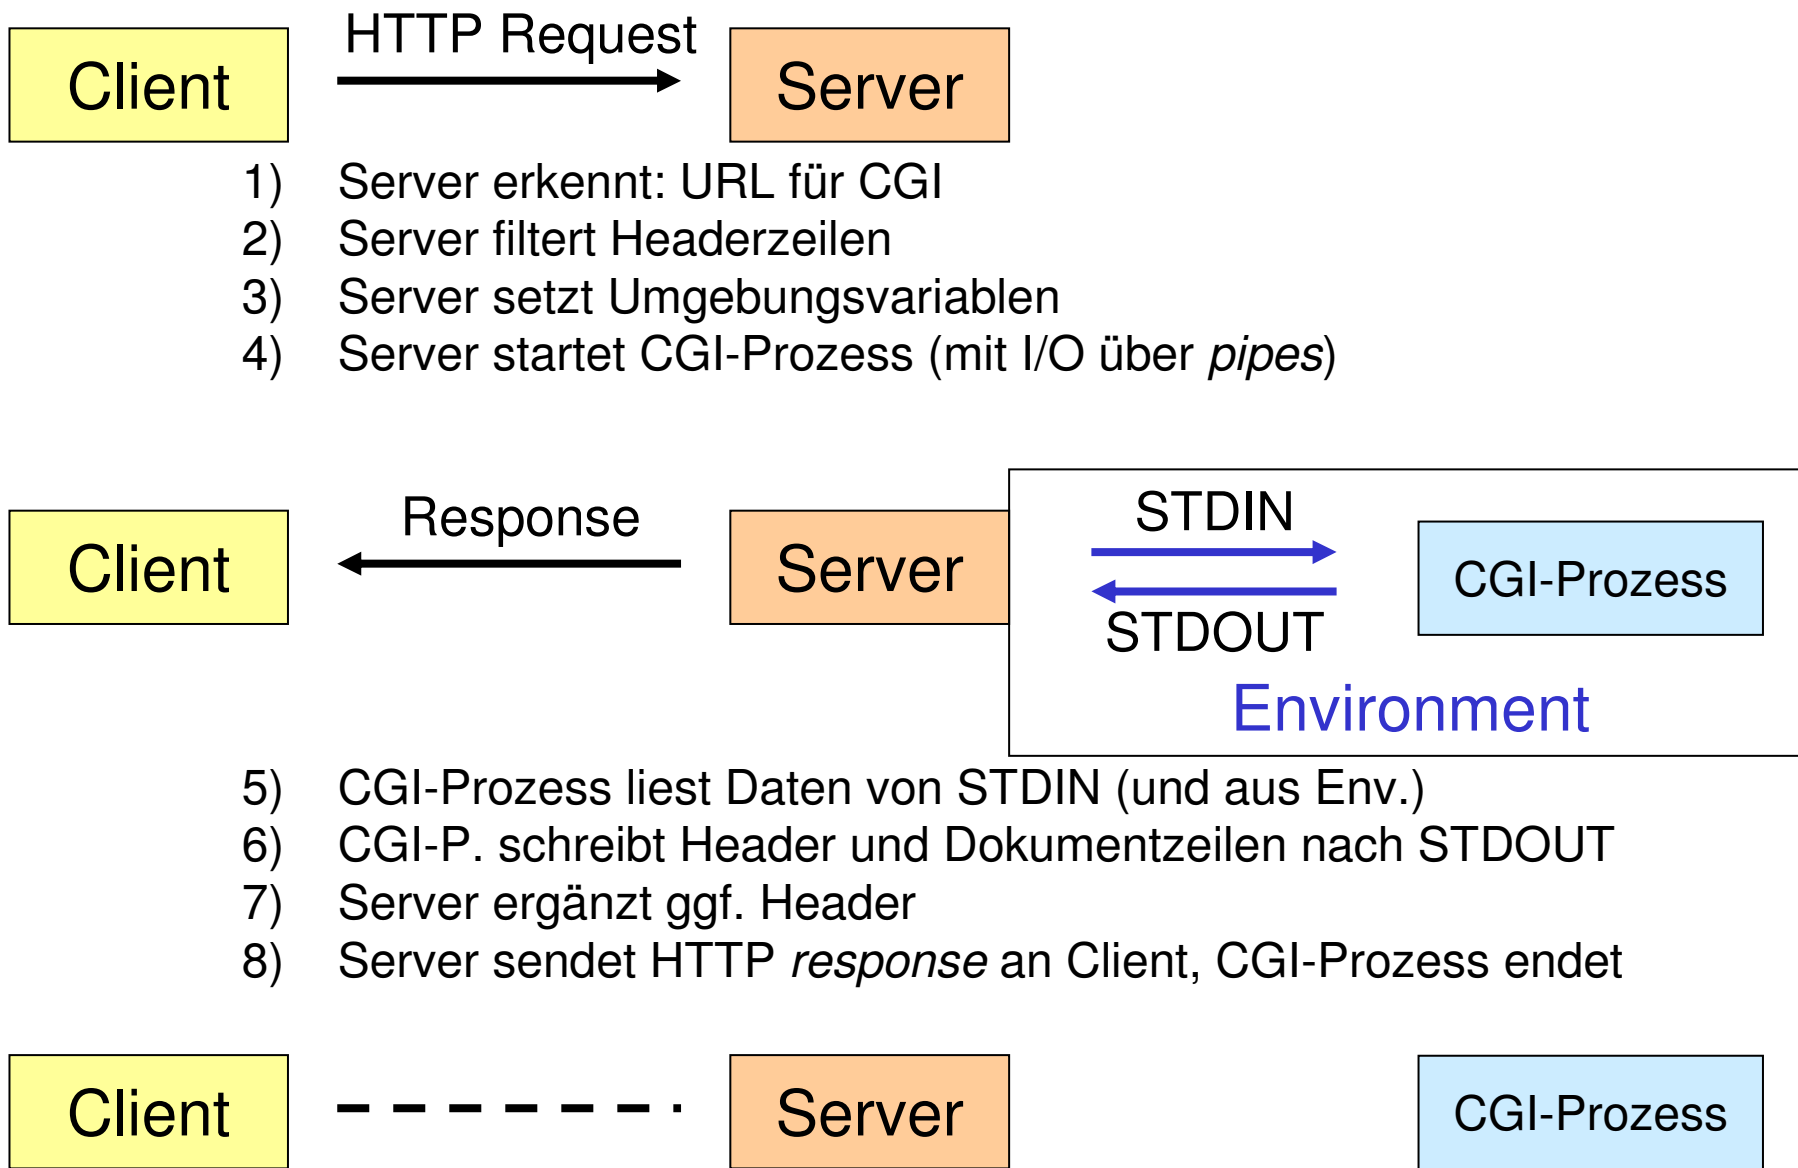 HTTP Request
Client
Server
1) Server erkennt: URL für CGI
2) Server filtert Headerzeilen
3) Server setzt Umgebungsvariablen
4) Server startet CGI-Prozess (mit I/O über pipes)
Response
STDIN
Client
Server
CGI-Prozess
STDOUT
Environment
5) CGI-Prozess liest Daten von STDIN (und aus Env.)
6) CGI-P. schreibt Header und Dokumentzeilen nach STDOUT
7) Server ergänzt ggf. Header
8) Server sendet HTTP response an Client, CGI-Prozess endet
Client
Server
CGI-Prozess